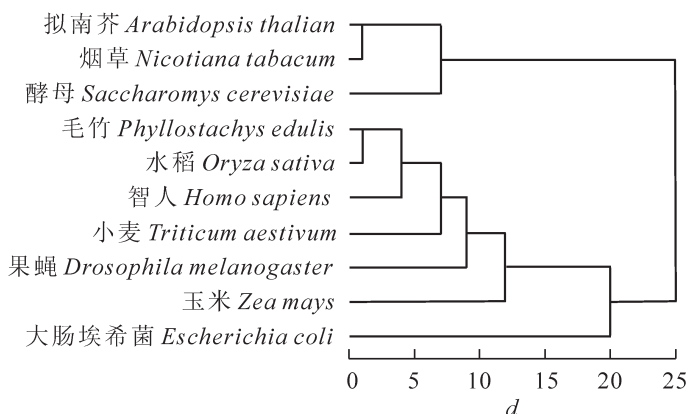 拟南芥 Arabidopsis thalian
烟草 Nicotiana tabacum
酵母 Saccharomys cerevisiae
毛竹 Phyllostachys edulis
水稻 Oryza sativa
智人 Homo sapiens
小麦 Triticum aestivum
果蝇 Drosophila melanogaster
玉米 Zea mays
大肠埃希菌 Escherichia coli
0 5 10 15 20 25
d